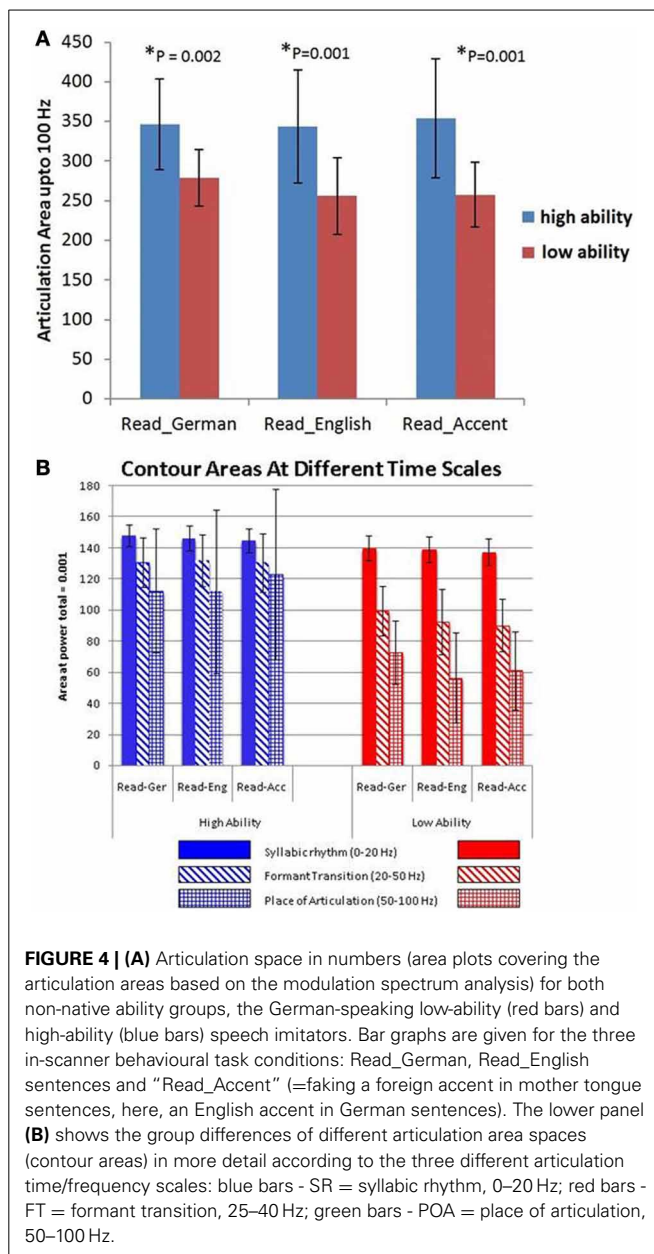 A
450
400
350
300
250
200
150
100
50
0
Articulation Area upto 100 Hz
*P = 0.002
*P=0.001
*P=0.001
high ability
low ability
Read_German
Read_English
Read_Accent
B
Contour Areas At Different Time Scales
180
160
140
120
100
80
60
40
20
0
Area at power total = 0.001
Read-Ger
Read-Eng
Read-Acc
Read-Ger
Read-Eng
Read-Acc
High Ability
Low Ability
Syllabic rhythm (0-20 Hz)
Formant Transition (20-50 Hz)
Place of Articulation (50-100 Hz)
FIGURE 4 | (A) Articulation space in numbers (area plots covering the
articulation areas based on the modulation spectrum analysis) for both
non-native ability groups, the German-speaking low-ability (red bars) and
high-ability (blue bars) speech imitators. Bar graphs are given for the three
in-scanner behavioural task conditions: Read_German, Read_English
sentences and “Read_Accent” (=faking a foreign accent in mother tongue
sentences, here, an English accent in German sentences). The lower panel
(B) shows the group differences of different articulation area spaces
(contour areas) in more detail according to the three different articulation
time/frequency scales: blue bars - SR = syllabic rhythm, 0–20 Hz; red bars -
FT = formant transition, 25–40 Hz; green bars - POA = place of articulation,
50–100 Hz.